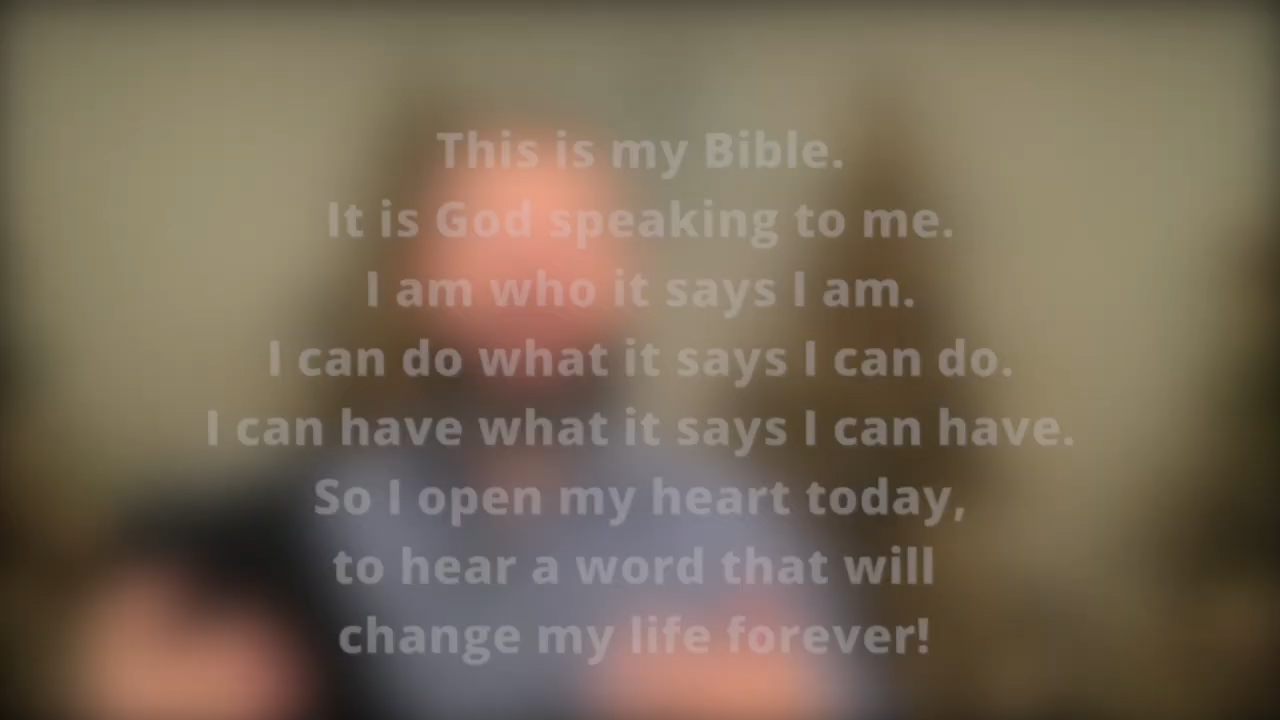 This is my Bible.
It is God speaking to me.
I am who it says I am.
I can do what it says I can do.
I can have what it says I can have.
So I open my heart today,
to hear a word that will
change my life forever!